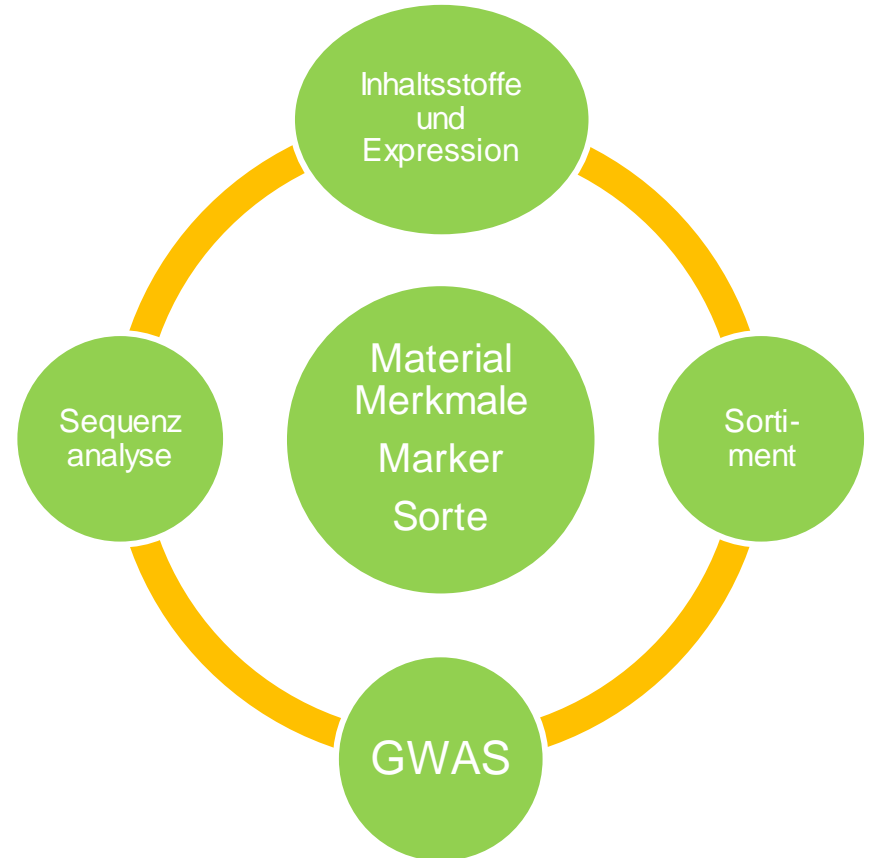 Inhaltsstoffe
und
Expression
Sequenz
analyse
Material
Merkmale
Marker
Sorte
Sorti-
ment
GWAS